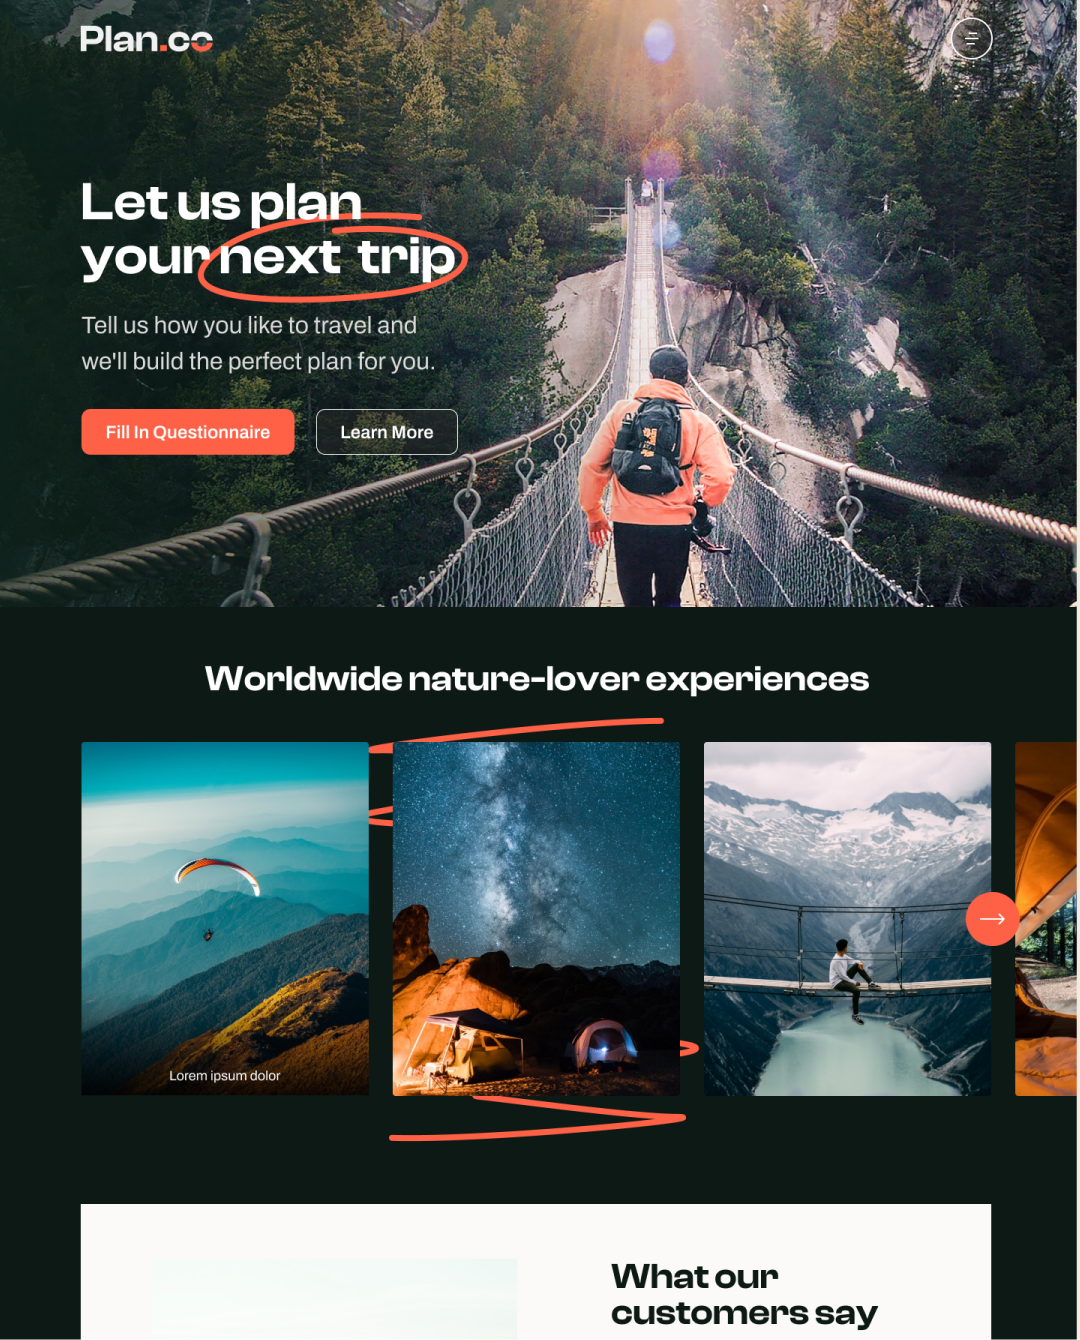 Plan.co
Let us plan
your next trip
Tell us how you like to travel and
we'll build the perfect plan for you.
Fill In Questionnaire
Learn More
Worldwide nature-lover experiences
Lorem ipsum dolor
What our
customers say